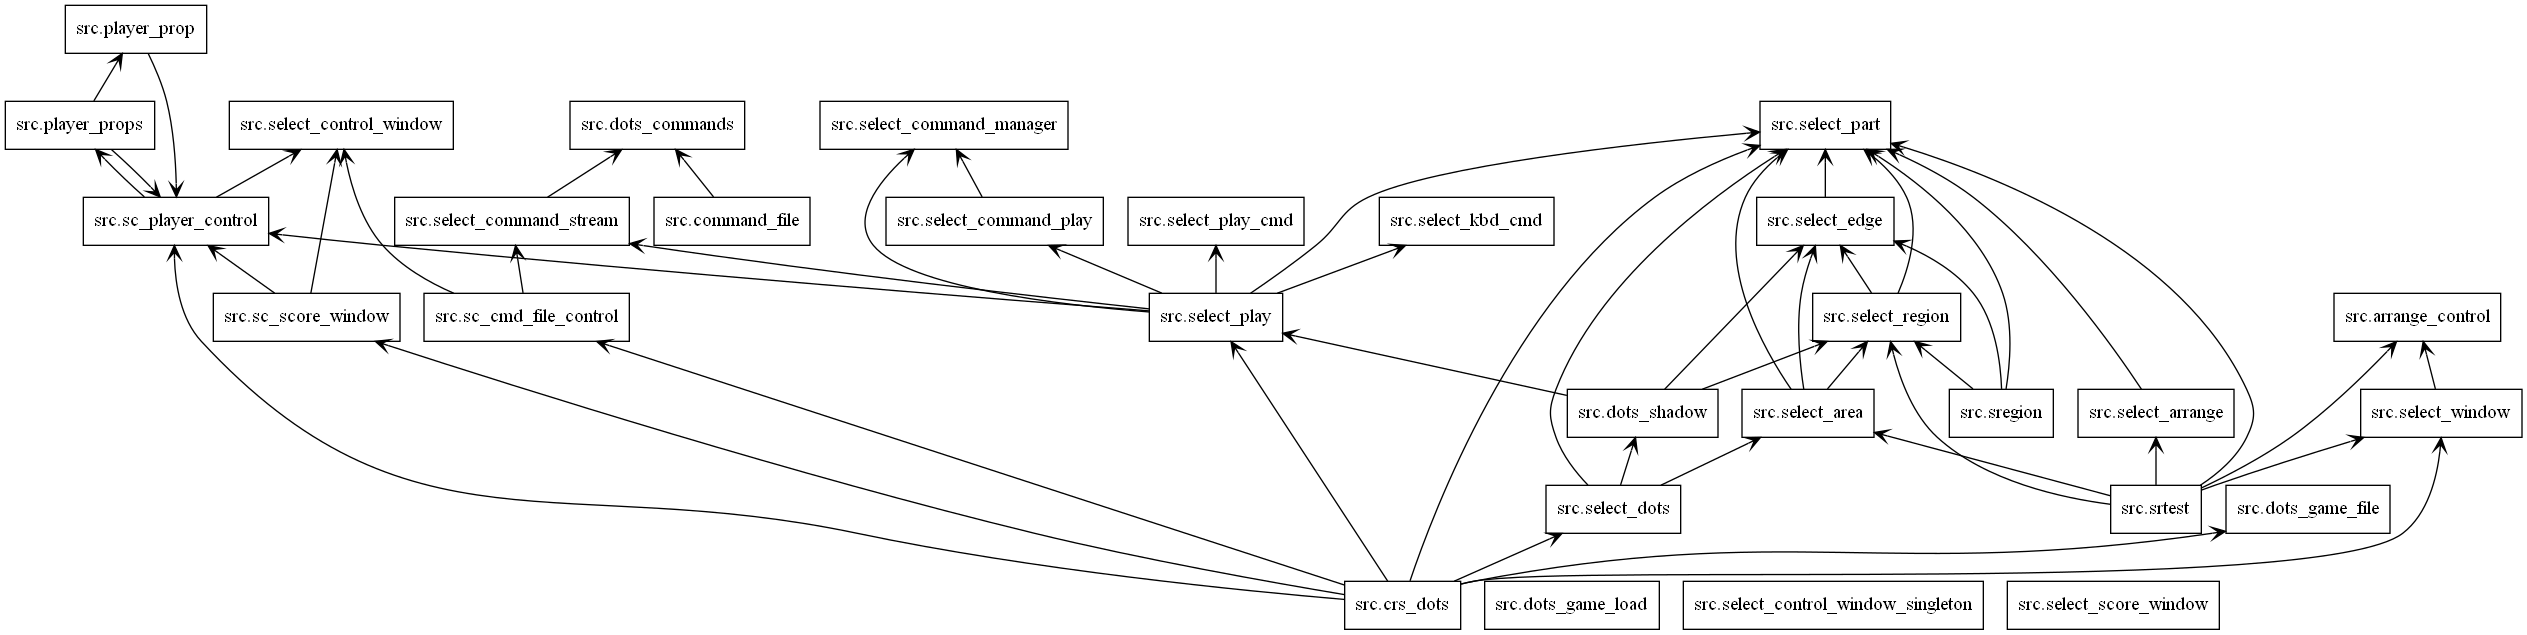 src.player_prop
src.player_props
src.select_control_window
src.dots_commands
src.select_command_manager
src.select_part
src.sc_player_control
src.select_command_stream
src.command_file
src.select_command_play
src.select_play_cmd
src.select_kbd_cmd
src.select_edge
src.sc_score_window
src.sc_cmd_file_control
src.select_play
src.select_region
src.arrange_control
src.dots_shadow
src.select_area
src.sregion
src.select_arrange
src.select_window
src.select_dots
src.srtest
src.dots_game_file
src.crs_dots
src.dots_game_load
src.select_control_window_singleton
src.select_score_window